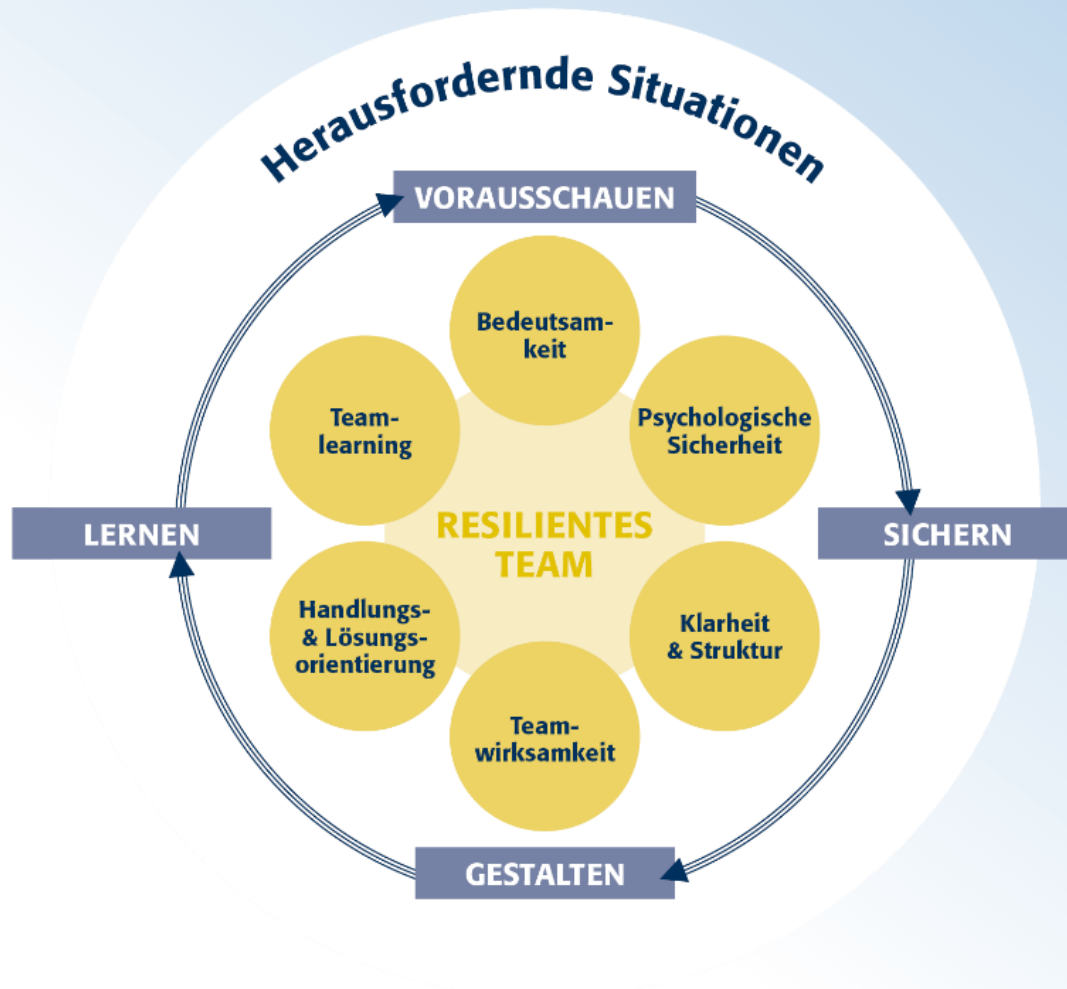 Herausfordernde Situationen
VORAUSSCHAUEN
Bedeutsam-
keit
Psychologische
Sicherheit
Team-
learning
RESILIENTES
TEAM
LERNEN
SICHERN
Handlungs-
& Lösungs-
orientierung
Klarheit
& Struktur
Team-
wirksamkeit
GESTALTEN